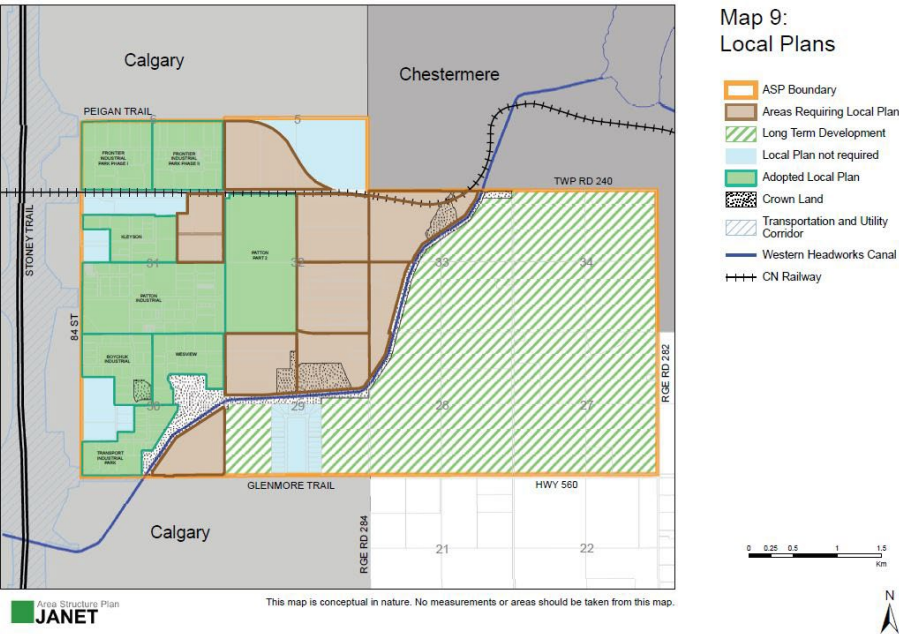 Map 9:
Local Plans
Calgary
Chestermere
ASP Boundary
Areas Requiring Local Plan
Long Term Development
Local Plan not required
Adopted Local Plan
Crown Land
Transportation and Utility
Corridor
Western Headworks Canal
CN Railway
PEIGAN TRAIL
5
FRONTIER
INDUSTRIAL
PARK PHASE I
FRONTIER
INDUSTRIAL
PARK PHASE II
TWP RD 240
STONEY TRAIL
KLEYSEN
PATTON
PART 2
31
32
33
34
PATTON
INDUSTRIAL
84 ST
BOYCHUK
INDUSTRIAL
WESVIEW
RGE RD 282
30
29
28
27
TRANSPORT
INDUSTRIAL
PARK
GLENMORE TRAIL
HWY 560
Calgary
RGE RD 284
21
22
0 0.25 0.5 1 1.5
Km
N
Area Structure Plan
JANET
This map is conceptual in nature. No measurements or areas should be taken from this map.